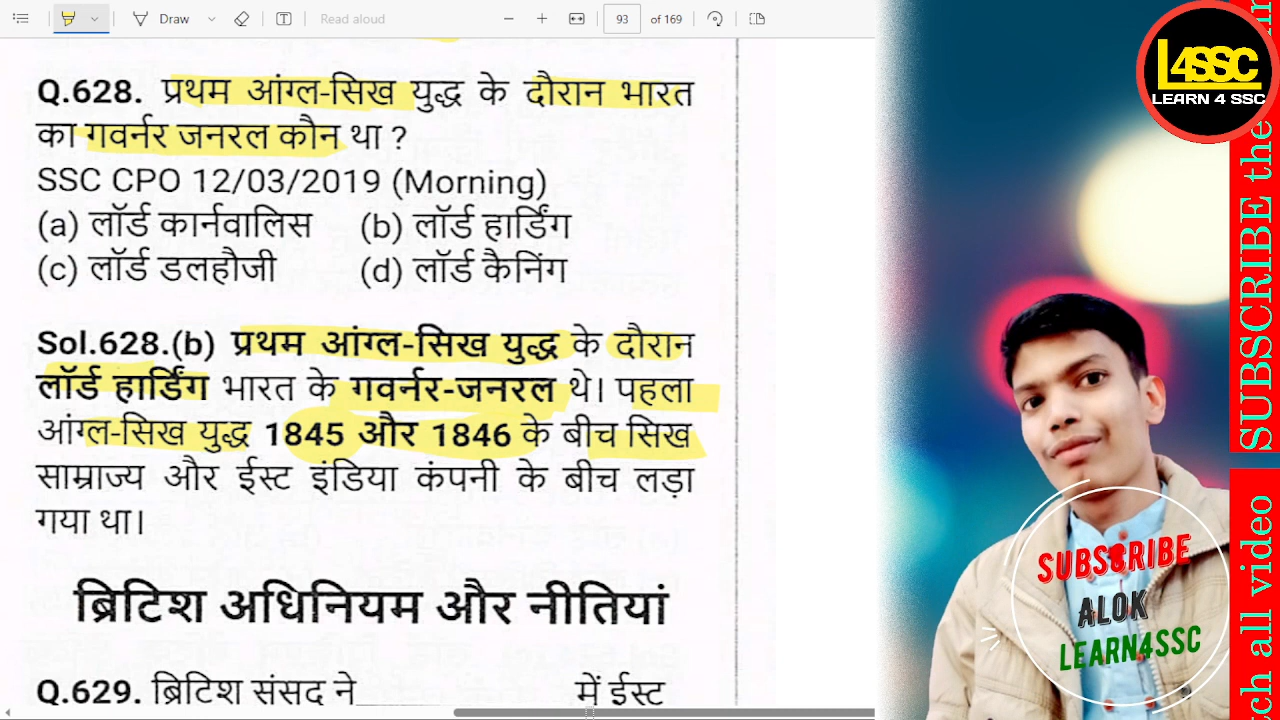 Draw
Read aloud
93 of 169
Q.628. प्रथम आंग्ल-सिख युद्ध के दौरान भारत
का गवर्नर जनरल कौन था ?
SSC CPO 12/03/2019 (Morning)
(a) लॉर्ड कार्नवालिस (b) लॉर्ड हार्डिंग
(c) लॉर्ड डलहौजी (d) लॉर्ड कैनिंग
Sol.628.(b) प्रथम आंग्ल-सिख युद्ध के दौरान
लॉर्ड हार्डिंग भारत के गवर्नर-जनरल थे। पहला
आंग्ल-सिख युद्ध 1845 और 1846 के बीच सिख
साम्राज्य और ईस्ट इंडिया कंपनी के बीच लड़ा
गया था।
ब्रिटिश अधिनियम और नीतियां
Q.629. ब्रिटिश संसद ने ________ में ईस्ट
L4SSC
LEARN 4 SSC
SUBSCRIBE the
tch all video
SUBSCRIBE
ALOK
LEARN4SSC